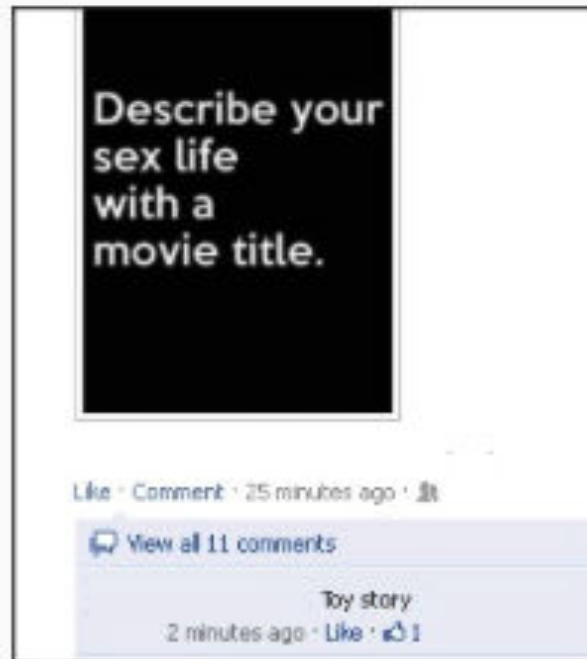 Describe your
sex life
with a
movie title.
Like · Comment · 25 minutes ago ·
View all 11 comments
Toy story
2 minutes ago · Like · 1